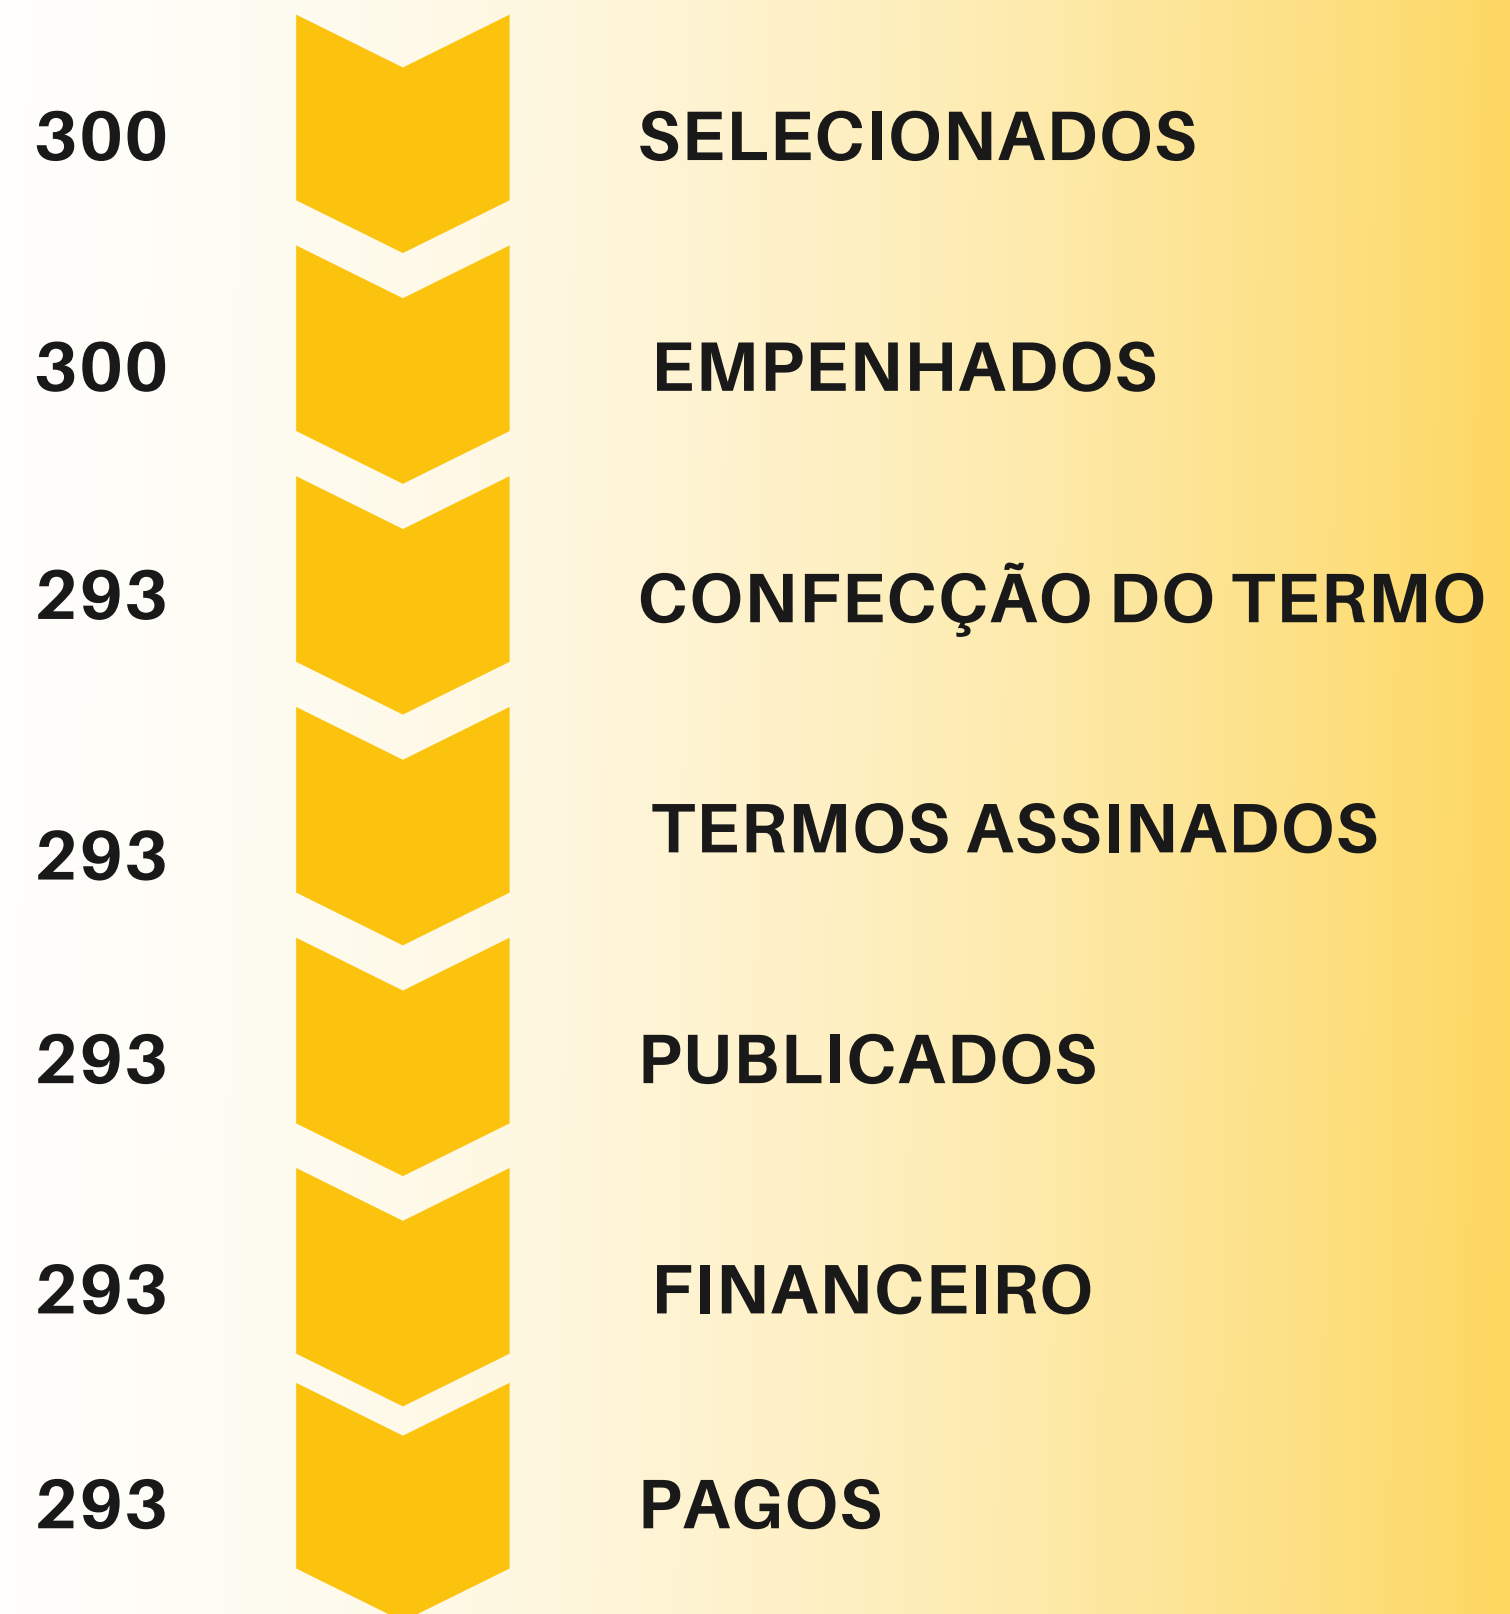 300 SELECIONADOS
300 EMPENHADOS
293 CONFECÇÃO DO TERMO
293 TERMOS ASSINADOS
293 PUBLICADOS
293 FINANCEIRO
293 PAGOS